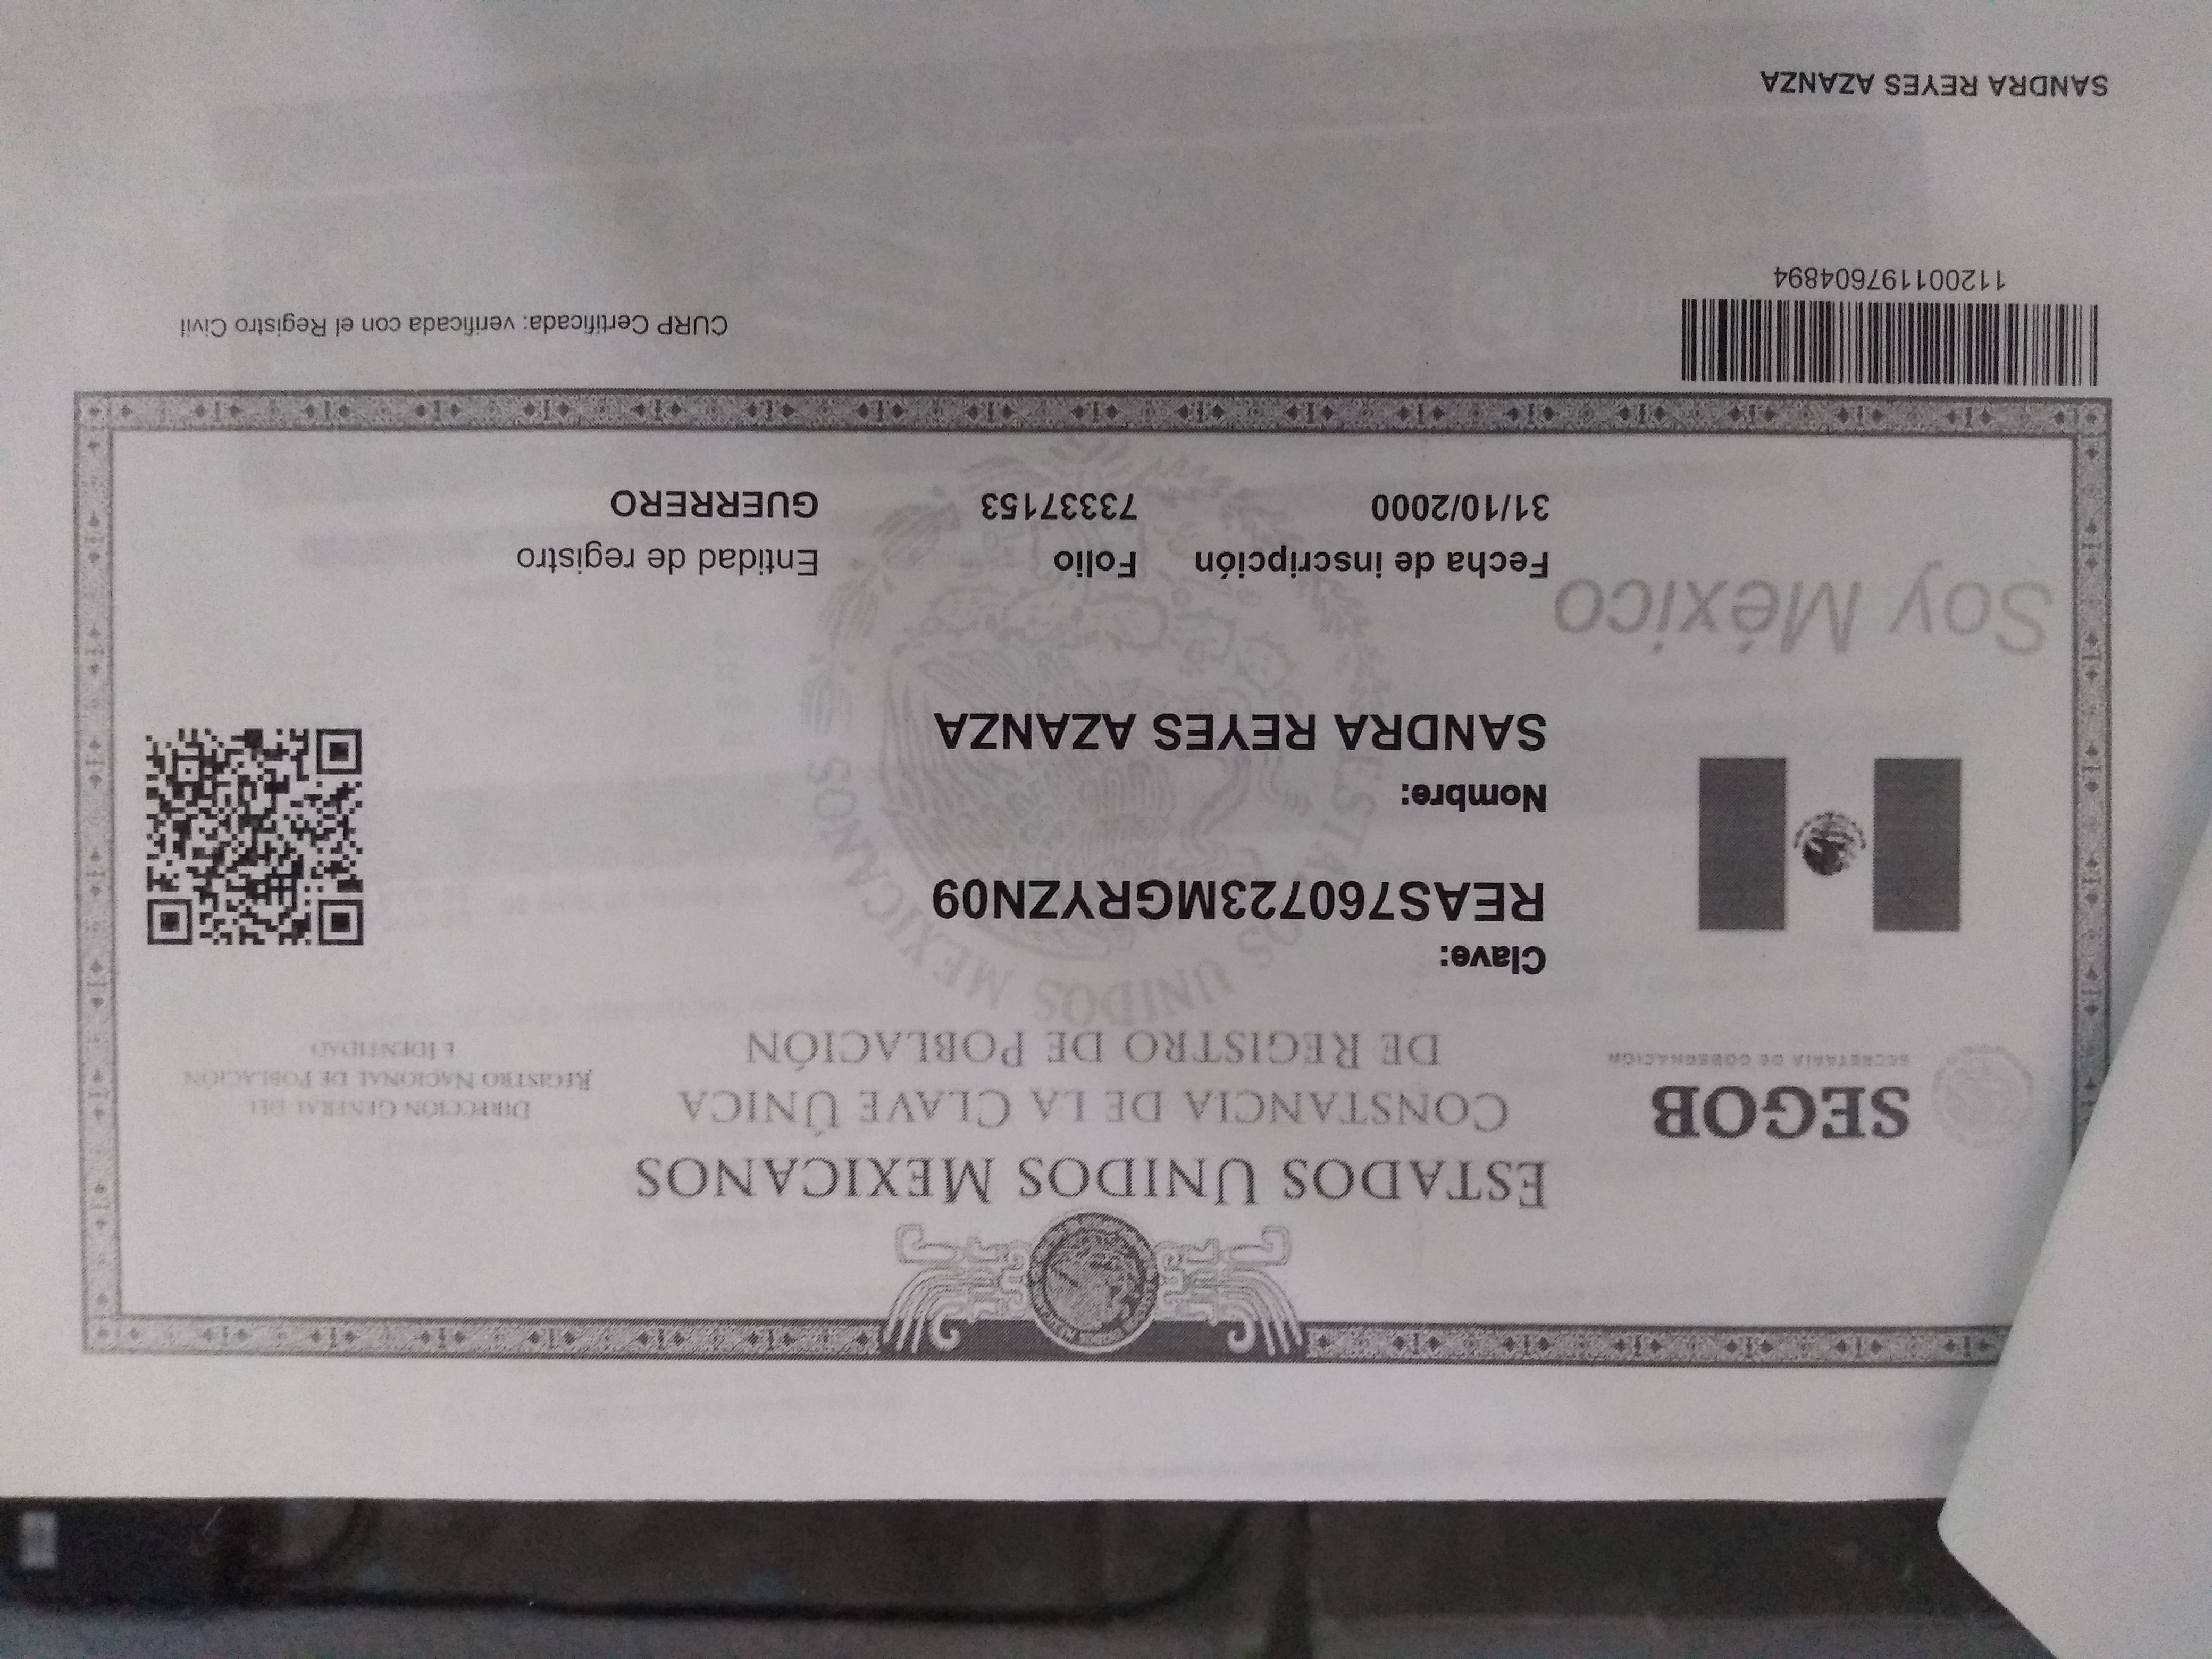 ESTADOS UNIDOS MEXICANOS
SEGOB
SECRETARÍA DE GOBERNACIÓN
CONSTANCIA DE LA CLAVE ÚNICA
DE REGISTRO DE POBLACIÓN
DIRECCIÓN GENERAL DEL
REGISTRO NACIONAL DE POBLACIÓN
E IDENTIDAD
ESTADOS UNIDOS MEXICANOS
Clave:
REAS760723MGRYZN09
Nombre:
SANDRA REYES AZANZA
Soy México
Fecha de inscripción Folio Entidad de registro
31/10/2000 73337153 GUERRERO
112001197604894
CURP Certificada: verificada con el Registro Civil
SANDRA REYES AZANZA